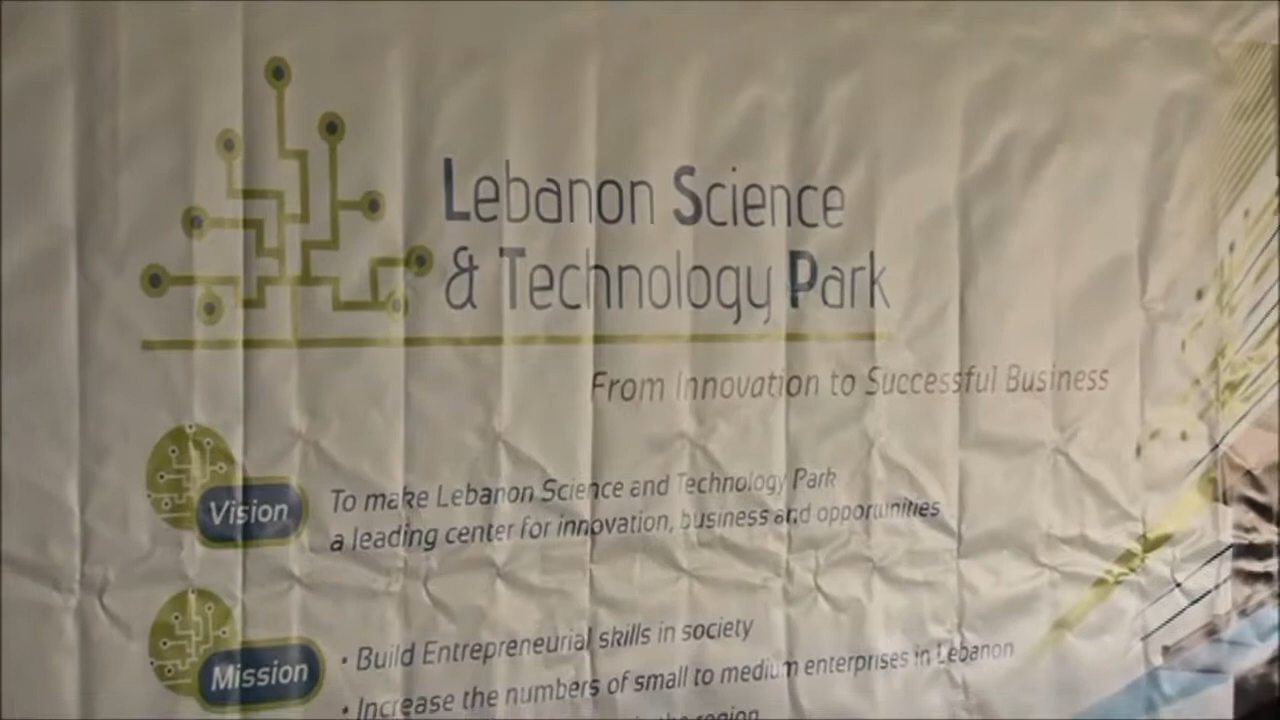 Lebanon Science
& Technology Park
From Innovation to Successful Business
Vision
To make Lebanon Science and Technology Park
a leading center for innovation, business and opportunities
Mission
• Build Entrepreneurial skills in society
• Increase the numbers of small to medium enterprises in Lebanon
the region